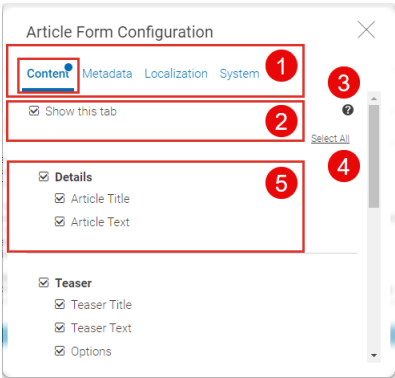 Article Form Configuration
Content Metadata Localization System
1
3
Show this tab
2
?
Select All
4
Details
5
Article Title
Article Text
Teaser
Teaser Title
Teaser Text
Options